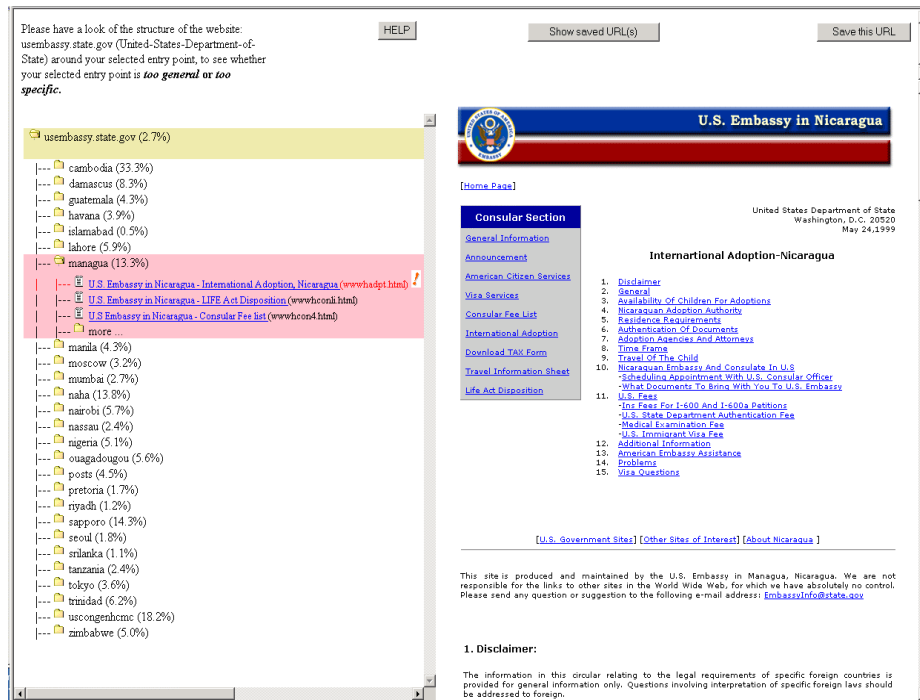 Please have a look of the structure of the website:
usembassy.state.gov (United-States-Department-of-
State) around your selected entry point, to see whether
your selected entry point is too general or too
specific.
HELP
Show saved URL(s)
Save this URL
usembassy.state.gov (2.7%)
|--- cambodia (33.3%)
|--- damascus (8.3%)
|--- guatemala (4.3%)
|--- havana (3.9%)
|--- islamabad (0.5%)
|--- lahore (5.9%)
|--- managua (13.3%)
| |--- U.S. Embassy in Nicaragua - International Adoption, Nicaragua (wwwhadpt.html)
| |--- U.S. Embassy in Nicaragua - LIFE Act Disposition (wwwhconli.html)
| |--- U.S Embassy in Nicaragua - Consular Fee list (wwwhcon4.html)
| |--- more ...
|--- manila (4.3%)
|--- moscow (3.2%)
|--- mumbai (2.7%)
|--- naha (13.8%)
|--- nairobi (5.7%)
|--- nassau (2.4%)
|--- nigeria (5.1%)
|--- ouagadougou (5.6%)
|--- posts (4.5%)
|--- pretoria (1.7%)
|--- riyadh (1.2%)
|--- sapporo (14.3%)
|--- seoul (1.8%)
|--- srilanka (1.1%)
|--- tanzania (2.4%)
|--- tokyo (3.6%)
|--- trinidad (6.2%)
|--- uscongenhcmc (18.2%)
|--- zimbabwe (5.0%)
U.S. Embassy in Nicaragua
[Home Page]
Consular Section
General Information
Announcement
American Citizen Services
Visa Services
Consular Fee List
International Adoption
Download TAX Form
Travel Information Sheet
Life Act Disposition
United States Department of State
Washington, D.C. 20520
May 24,1999
Internartional Adoption-Nicaragua
1. Disclaimer
2. General
3. Availability Of Children For Adoptions
4. Nicaraguan Adoption Authority
5. Residence Requirements
6. Authentication Of Documents
7. Adoption Agencies And Attorneys
8. Time Frame
9. Travel Of The Child
10. Nicaraguan Embassy And Consulate In U.S
-Scheduling Appointment With U.S. Consular Officer
-What Documents To Bring With You To U.S. Embassy
11. U.S. Fees
-Ins Fees For I-600 And I-600a Petitions
-U.S. State Department Authentication Fee
-Medical Examination Fee
-U.S. Immigrant Visa Fee
12. Additional Information
13. American Embassy Assistance
14. Problems
15. Visa Questions
[U.S. Government Sites] [Other Sites of Interest] [About Nicaragua ]
This site is produced and maintained by the U.S. Embassy in Managua, Nicaragua. We are not
responsible for the links to other sites in the World Wide Web, for which we have absolutely no control.
Please send any question or suggestion to the following e-mail address: EmbassyInfo@state.gov
1. Disclaimer:
The information in this circular relating to the legal requirements of specific foreign countries is
provided for general information only. Questions involving interpretation of specific foreign laws should
be addressed to foreign.